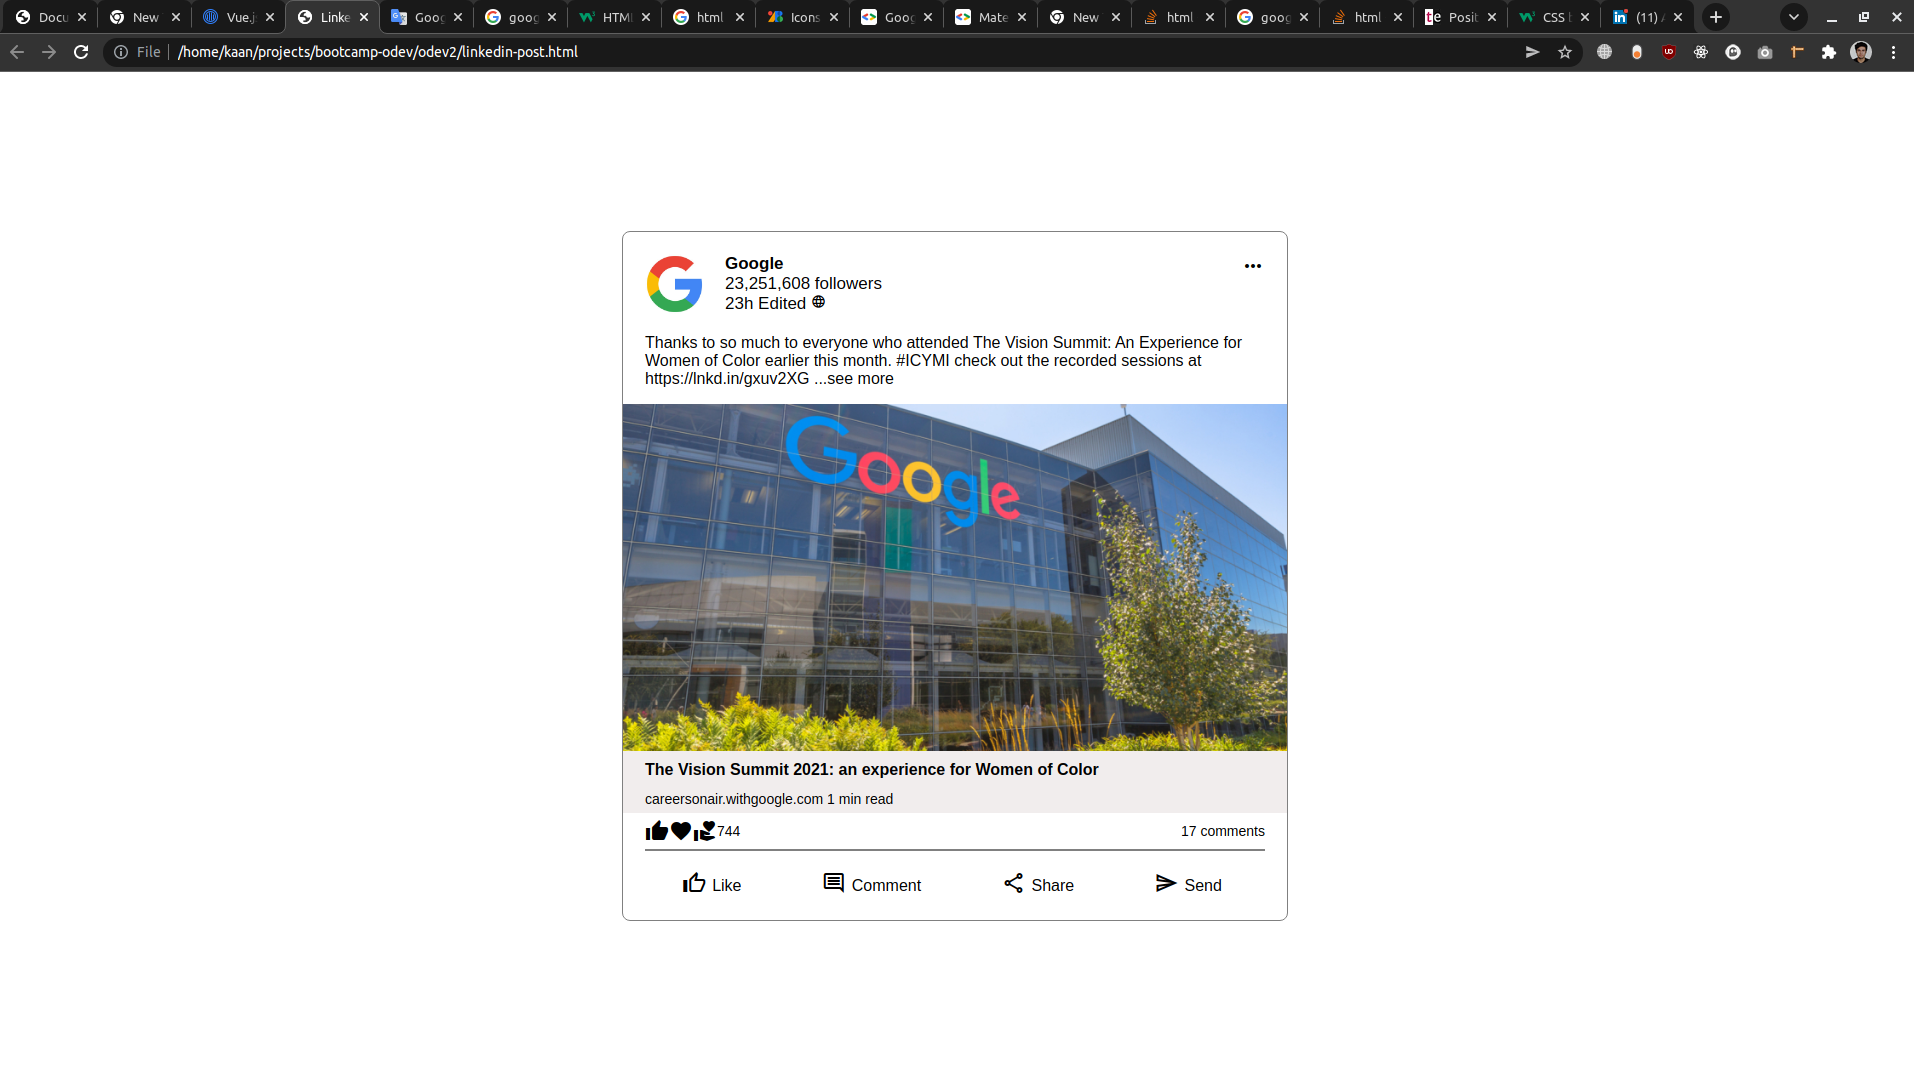 Docu
New
Vue.j
Linke
Goog
goog
HTM
html
Icons
Goog
Mate
New
html
goog
html
te Posit
CSS
in (11)
File /home/kaan/projects/bootcamp-odev/odev2/linkedin-post.html
Google
23,251,608 followers
23h Edited
Thanks to so much to everyone who attended The Vision Summit: An Experience for
Women of Color earlier this month. #ICYMI check out the recorded sessions at
https://lnkd.in/gxuv2XG ...see more
Google
The Vision Summit 2021: an experience for Women of Color
careersonair.withgoogle.com 1 min read
744
17 comments
Like
Comment
Share
Send